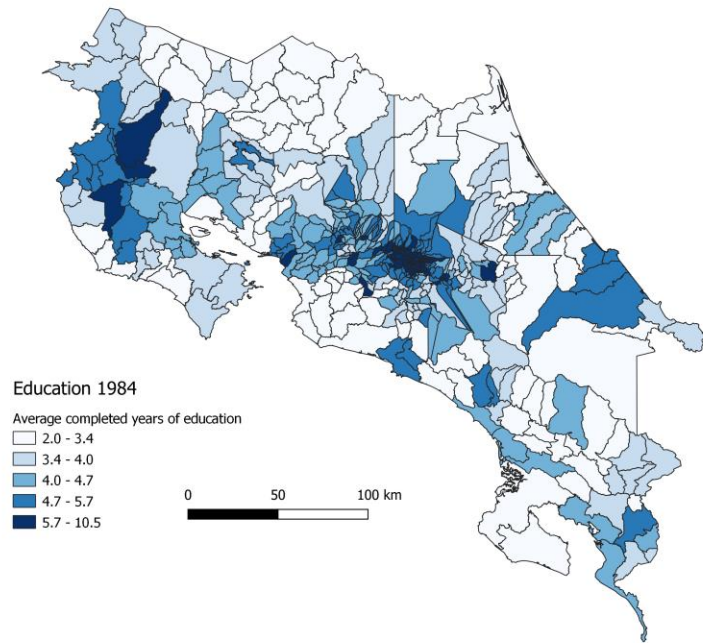 Education 1984
Average completed years of education
2.0 - 3.4
3.4 - 4.0
4.0 - 4.7
4.7 - 5.7
5.7 - 10.5
0 50 100 km